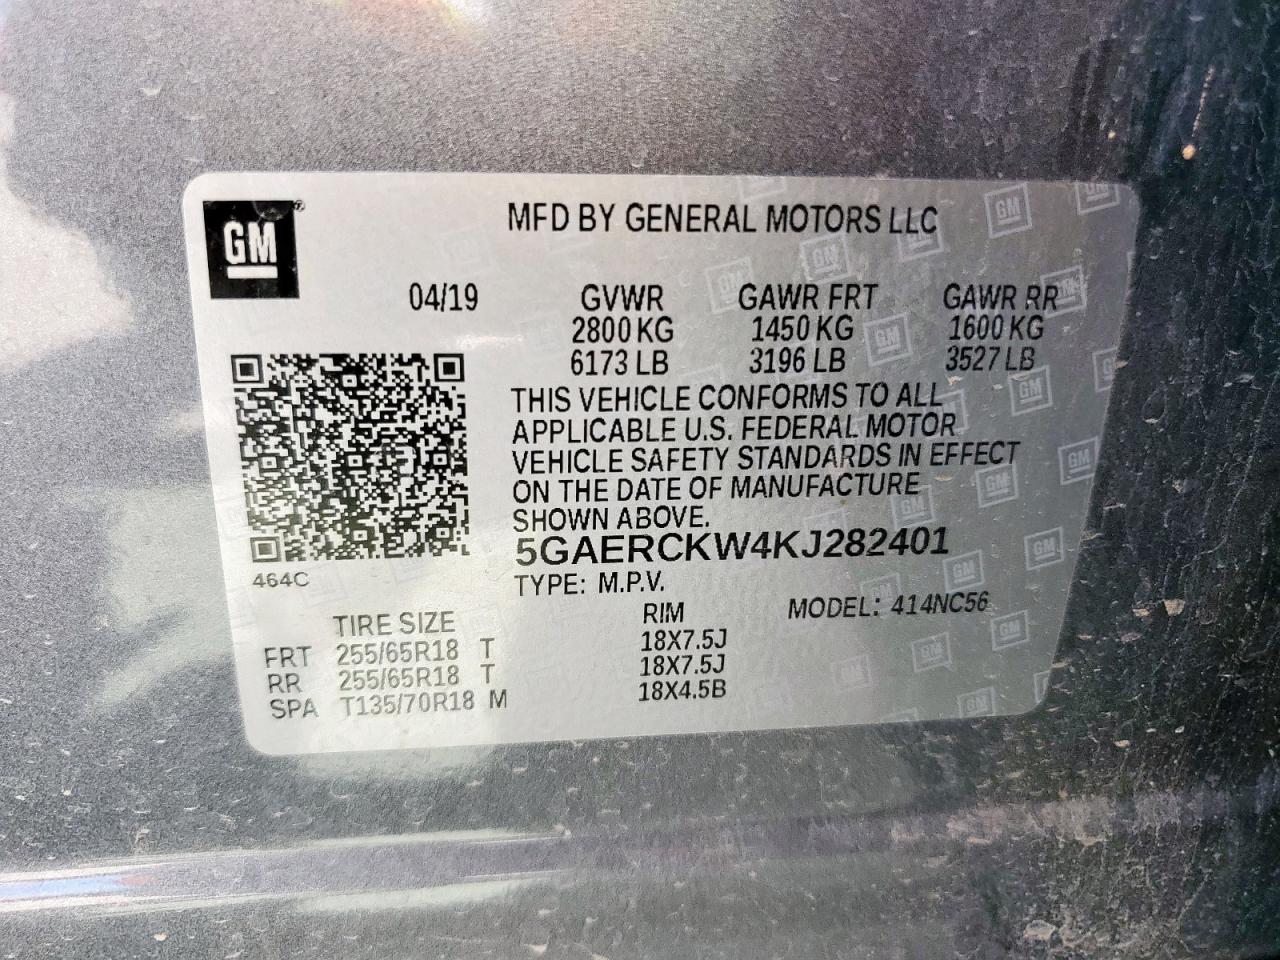 GM
MFD BY GENERAL MOTORS LLC
04/19 GVWR GAWR FRT GAWR RR
2800 KG 1450 KG 1600 KG
6173 LB 3196 LB 3527 LB
THIS VEHICLE CONFORMS TO ALL
APPLICABLE U.S. FEDERAL MOTOR
VEHICLE SAFETY STANDARDS IN EFFECT
ON THE DATE OF MANUFACTURE
SHOWN ABOVE.
5GAERCKW4KJ282401
464C
TYPE: M.P.V.
TIRE SIZE RIM MODEL: 414NC56
FRT 255/65R18 T 18X7.5J
RR 255/65R18 T 18X7.5J
SPA T135/70R18 M 18X4.5B